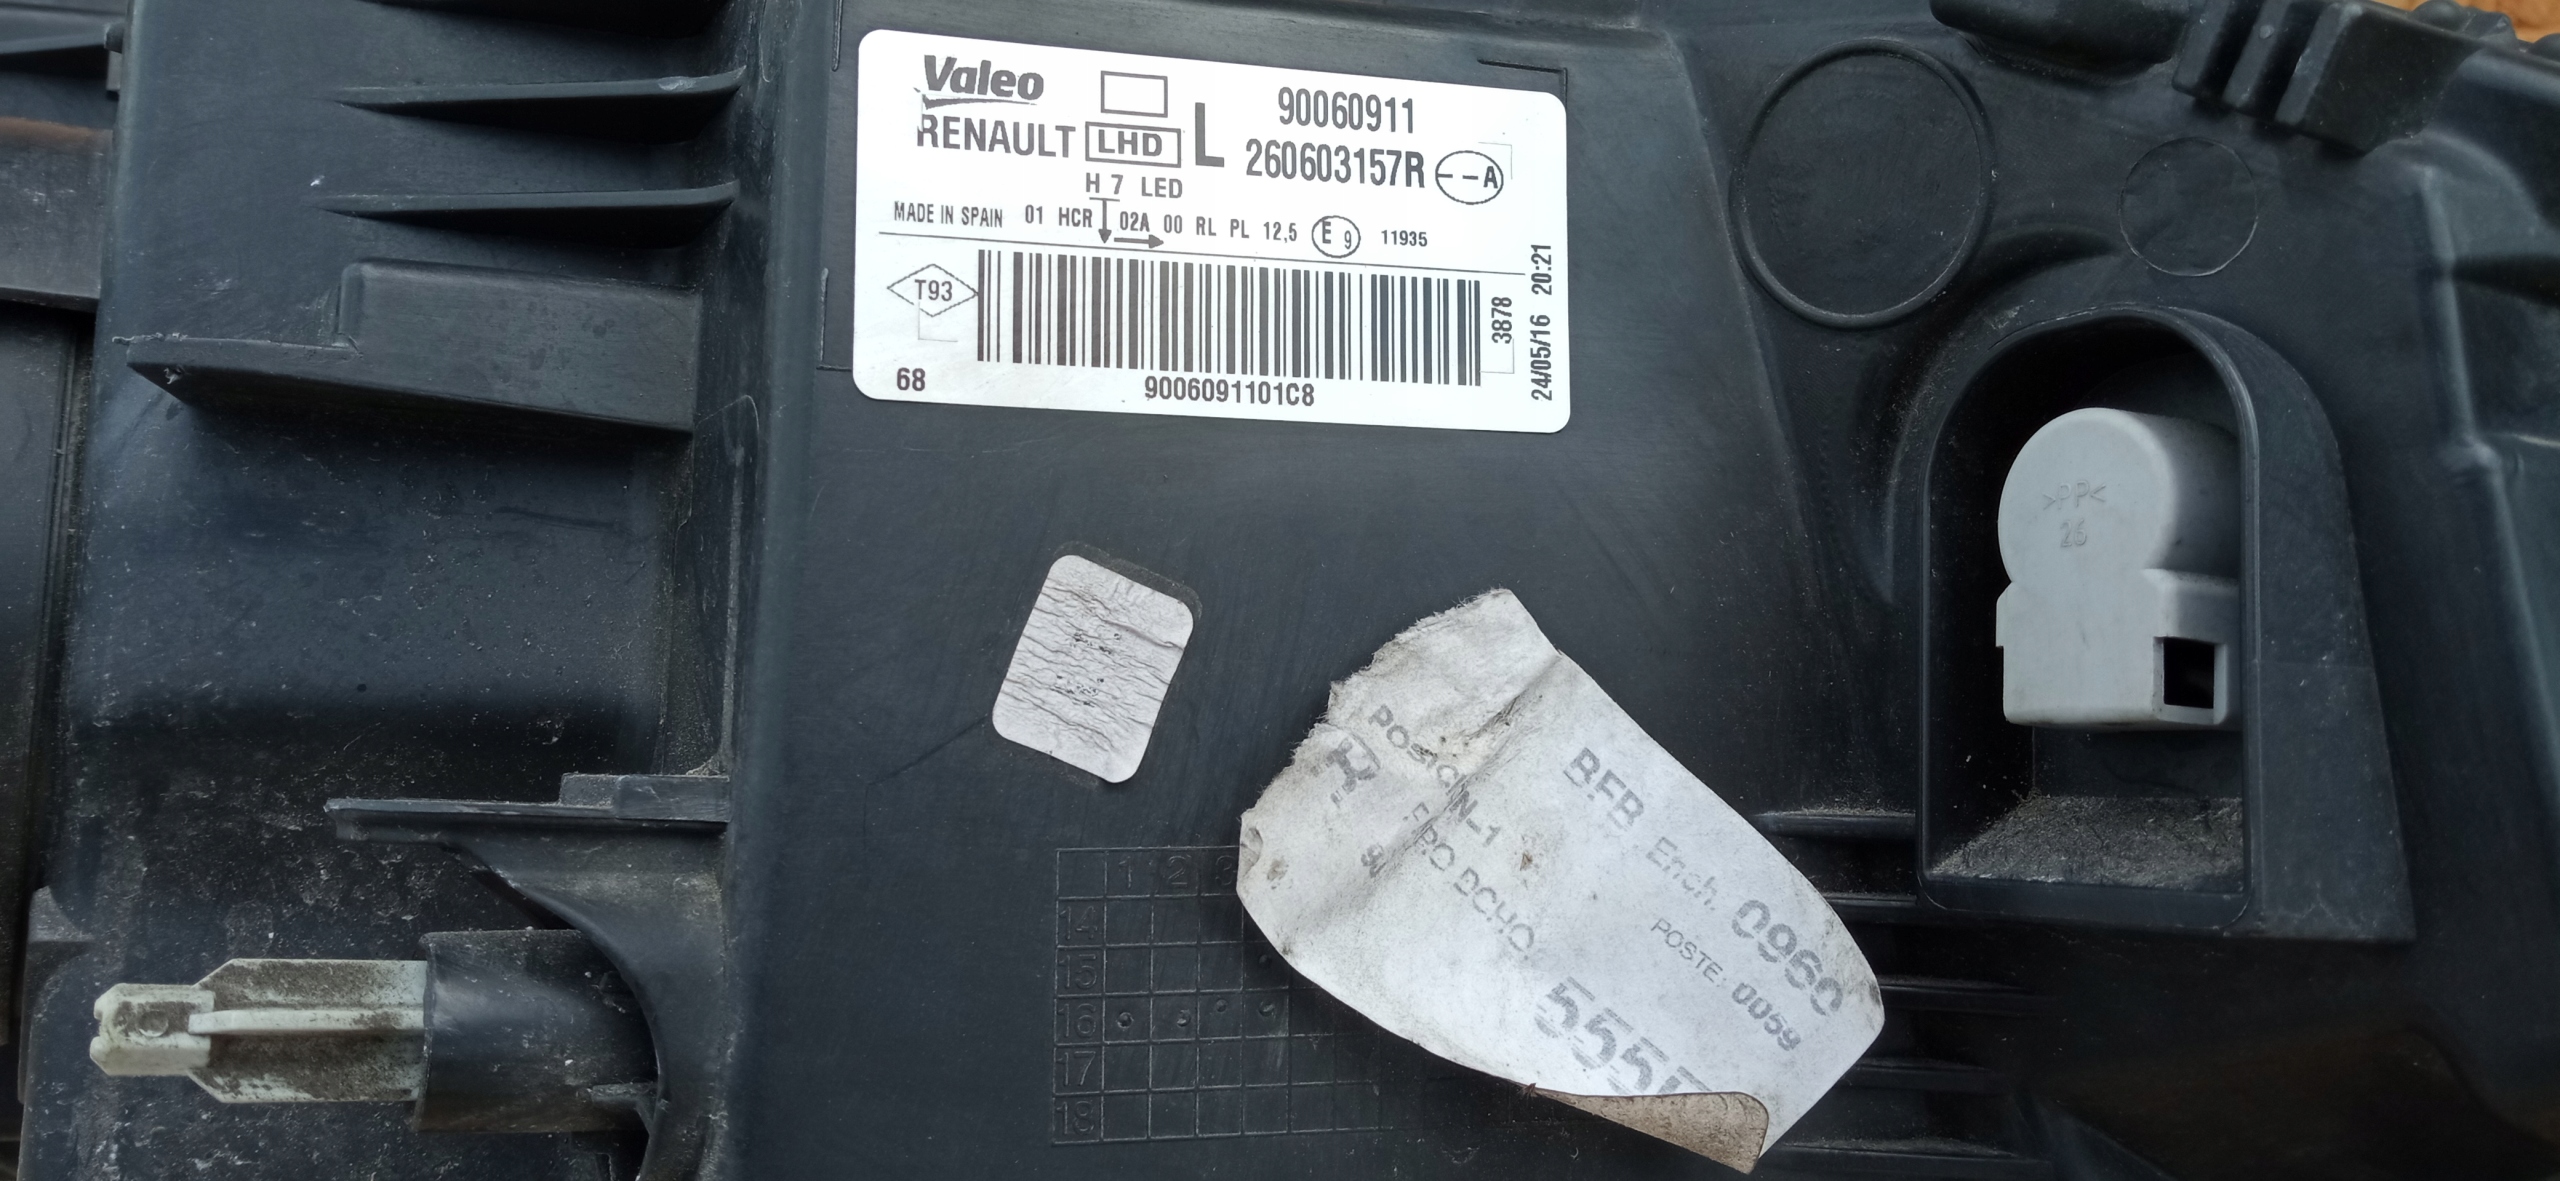 Valeo
RENAULT LHD L
90060911
260603157R --A
H7 LED
MADE IN SPAIN 01 HCR 02A 00 RL PL 12,5 E 9 11935
T93
3878
24/05/16 20:21
68
9006091101C8
>PP<
25
BFB Ench. 0960
POSTE: 0059
1 2 3
14
15
16
17
18